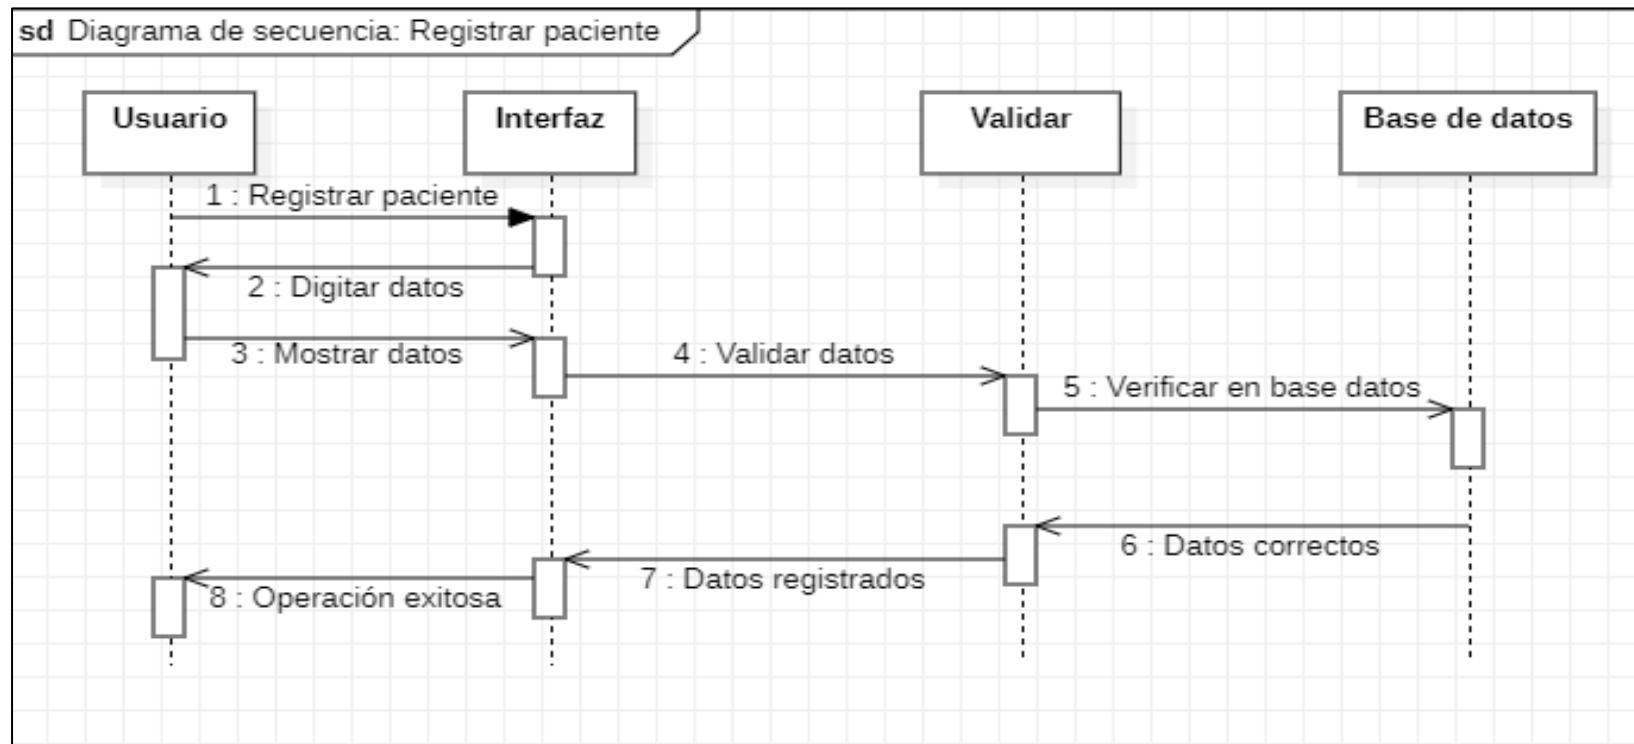 sd Diagrama de secuencia: Registrar paciente
Usuario
Interfaz
Validar
Base de datos
1 : Registrar paciente
2 : Digitar datos
3 : Mostrar datos
4 : Validar datos
5 : Verificar en base datos
6 : Datos correctos
7 : Datos registrados
8 : Operación exitosa